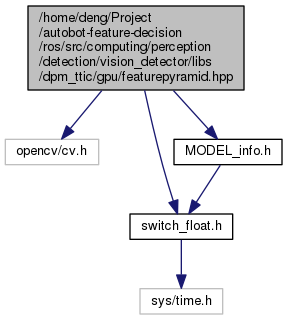 /home/deng/Project
/autobot-feature-decision
/ros/src/computing/perception
/detection/vision_detector/libs
/dpm_ttic/gpu/featurepyramid.hpp
opencv/cv.h
MODEL_info.h
switch_float.h
sys/time.h